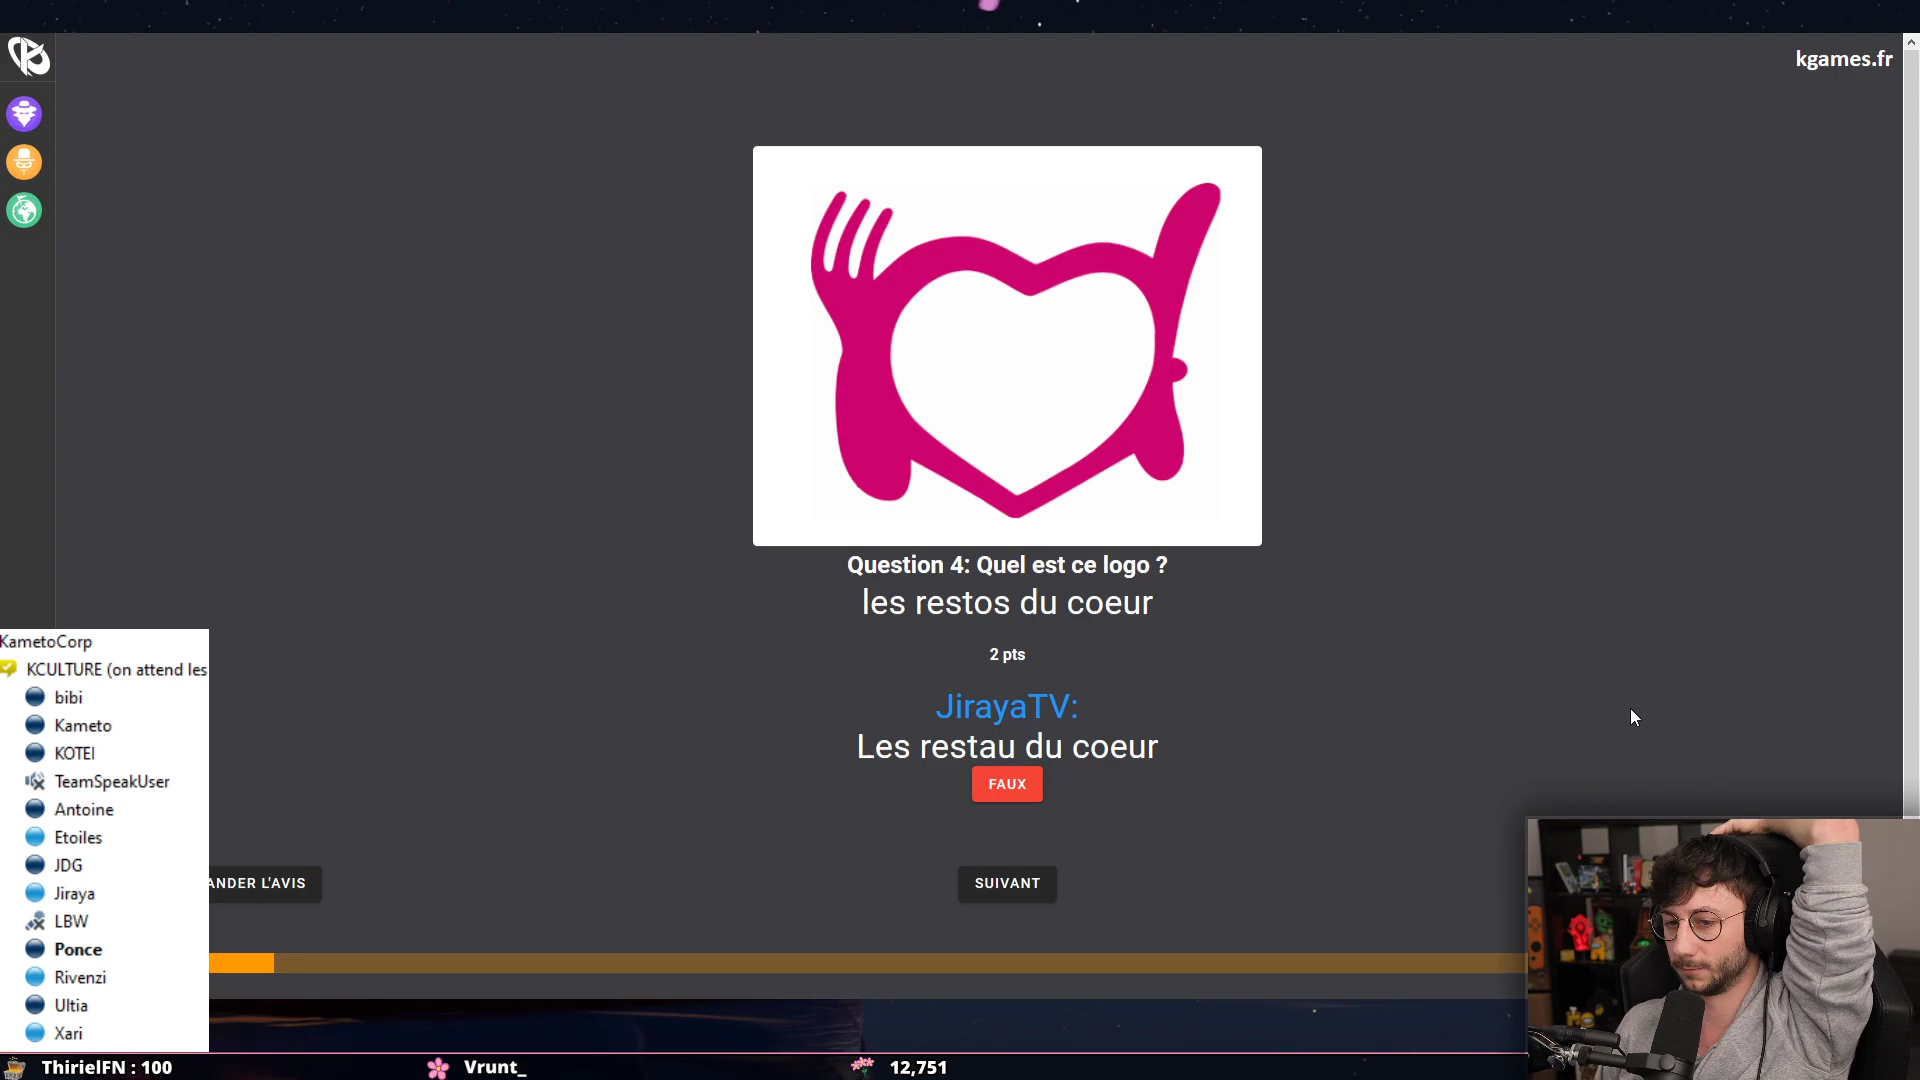 kgames.fr
Question 4: Quel est ce logo ?
les restos du coeur
2 pts
JirayaTV:
Les restau du coeur
FAUX
ANDER L'AVIS
SUIVANT
KametoCorp
KCULTURE (on attend les
bibi
Kameto
KOTEI
TeamSpeakUser
Antoine
Etoiles
JDG
Jiraya
LBW
Ponce
Rivenzi
Ultia
Xari
ThirielFN : 100
Vrunt_
12,751